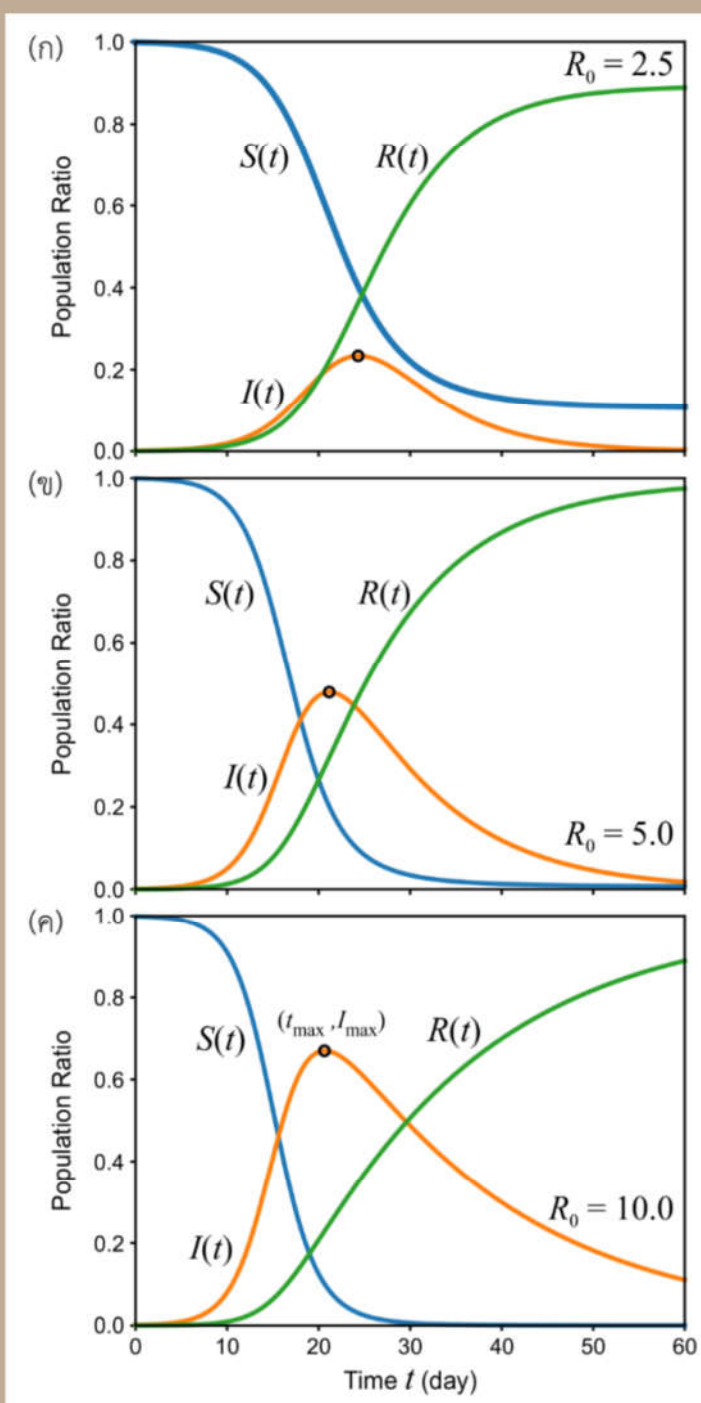 (ก)
R₀ = 2.5
S(t)
R(t)
I(t)
Population Ratio
1.0
0.8
0.6
0.4
0.2
0.0
(ข)
S(t)
R(t)
I(t)
R₀ = 5.0
Population Ratio
1.0
0.8
0.6
0.4
0.2
0.0
(ค)
(tmax , Imax)
S(t)
R(t)
I(t)
R₀ = 10.0
Population Ratio
1.0
0.8
0.6
0.4
0.2
0.0
0 10 20 30 40 50 60
Time t (day)